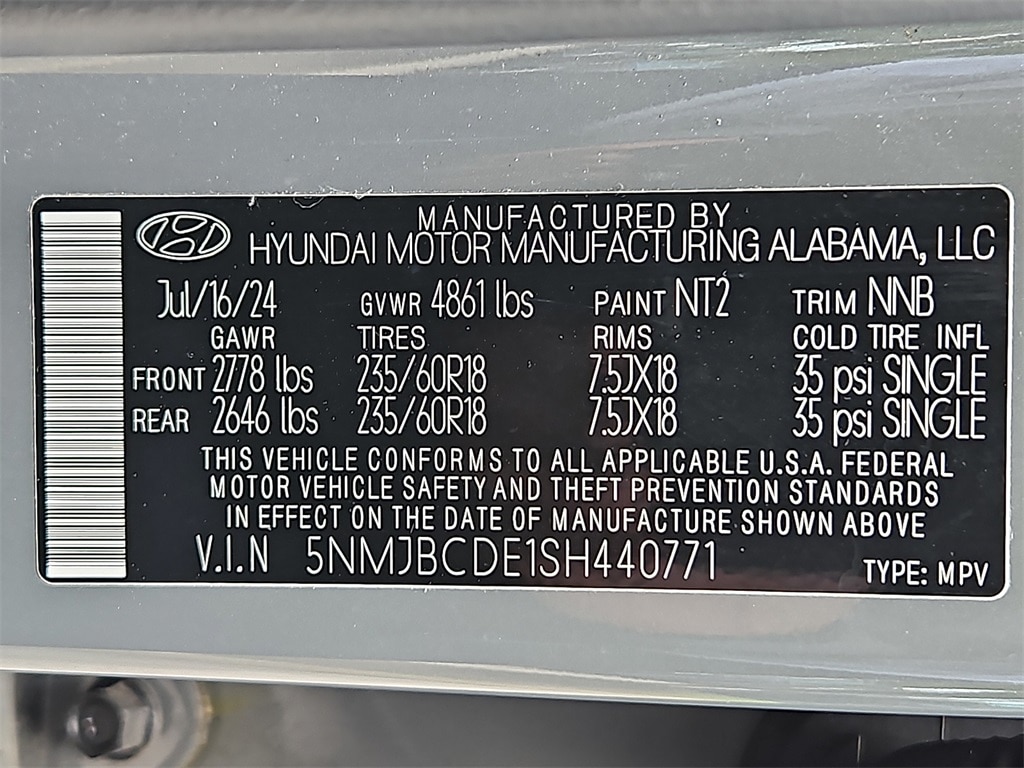 MANUFACTURED BY
HYUNDAI MOTOR MANUFACTURING ALABAMA, LLC
Jul/16/24 GVWR 4861 lbs PAINT NT2 TRIM NNB
GAWR TIRES RIMS COLD TIRE INFL
FRONT 2778 lbs 235/60R18 7.5JX18 35 psi SINGLE
REAR 2646 lbs 235/60R18 7.5JX18 35 psi SINGLE
THIS VEHICLE CONFORMS TO ALL APPLICABLE U.S.A. FEDERAL
MOTOR VEHICLE SAFETY AND THEFT PREVENTION STANDARDS
IN EFFECT ON THE DATE OF MANUFACTURE SHOWN ABOVE
V.I.N 5NMJBCDE1SH440771 TYPE: MPV